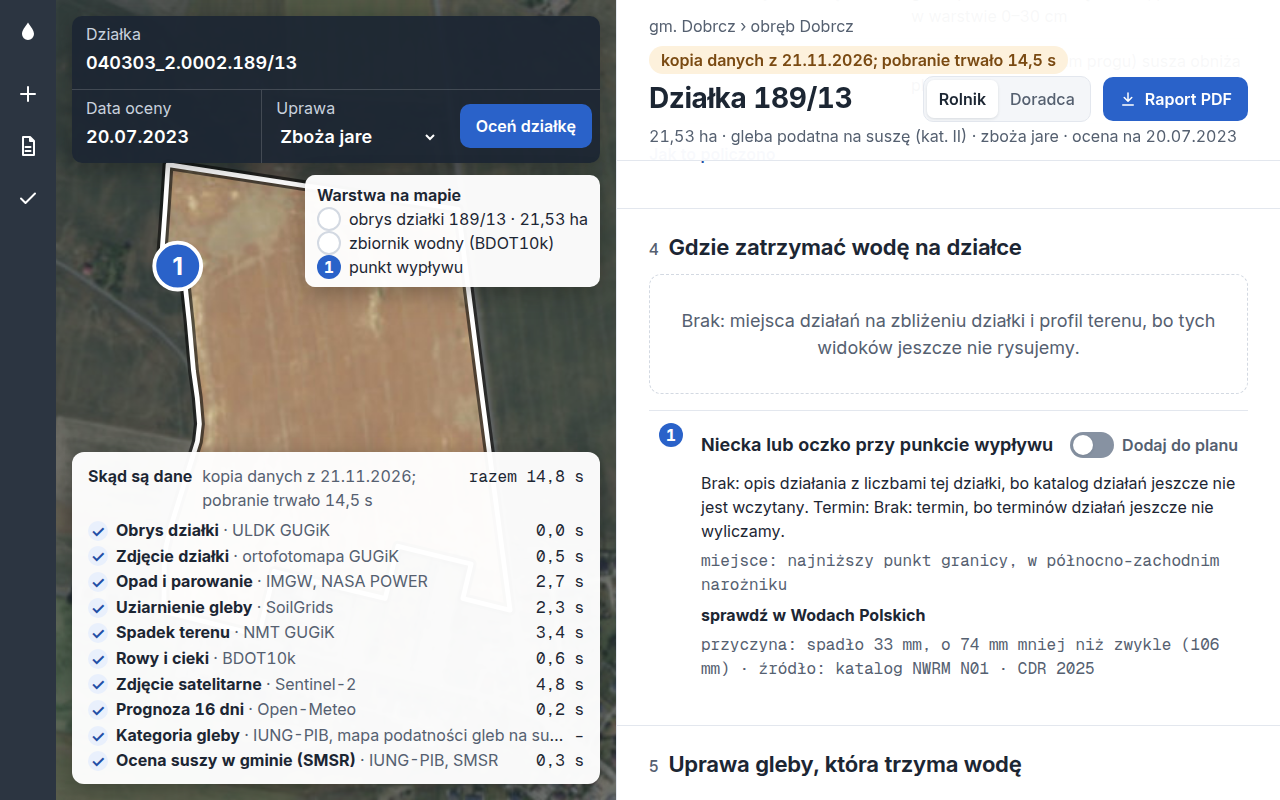 Działka
040303_2.0002.189/13
Data oceny
20.07.2023
Uprawa
Zboża jare
Oceń działkę
Warstwa na mapie
obrys działki 189/13 · 21,53 ha
zbiornik wodny (BDOT10k)
1 punkt wypływu
1
Skąd są dane
kopia danych z 21.11.2026;
pobranie trwało 14,5 s
razem 14,8 s
Obrys działki · ULDK GUGiK 0,0 s
Zdjęcie działki · ortofotomapa GUGiK 0,5 s
Opad i parowanie · IMGW, NASA POWER 2,7 s
Uziarnienie gleby · SoilGrids 2,3 s
Spadek terenu · NMT GUGiK 3,4 s
Rowy i cieki · BDOT10k 0,6 s
Zdjęcie satelitarne · Sentinel-2 4,8 s
Prognoza 16 dni · Open-Meteo 0,2 s
Kategoria gleby · IUNG-PIB, mapa podatności gleb na su... –
Ocena suszy w gminie (SMSR) · IUNG-PIB, SMSR 0,3 s
w warstwie 0–30 cm
gm. Dobrcz › obręb Dobrcz
kopia danych z 21.11.2026; pobranie trwało 14,5 s
Działka 189/13
Rolnik
Doradca
Raport PDF
21,53 ha · gleba podatna na suszę (kat. II) · zboża jare · ocena na 20.07.2023
Jak to policzono
4 Gdzie zatrzymać wodę na działce
Brak: miejsca działań na zbliżeniu działki i profil terenu, bo tych
widoków jeszcze nie rysujemy.
1
Niecka lub oczko przy punkcie wypływu
Dodaj do planu
Brak: opis działania z liczbami tej działki, bo katalog działań jeszcze nie
jest wczytany. Termin: Brak: termin, bo terminów działań jeszcze nie
wyliczamy.
miejsce: najniższy punkt granicy, w północno-zachodnim
narożniku
sprawdź w Wodach Polskich
przyczyna: spadło 33 mm, o 74 mm mniej niż zwykle (106
mm) · źródło: katalog NWRM N01 · CDR 2025
5 Uprawa gleby, która trzyma wodę